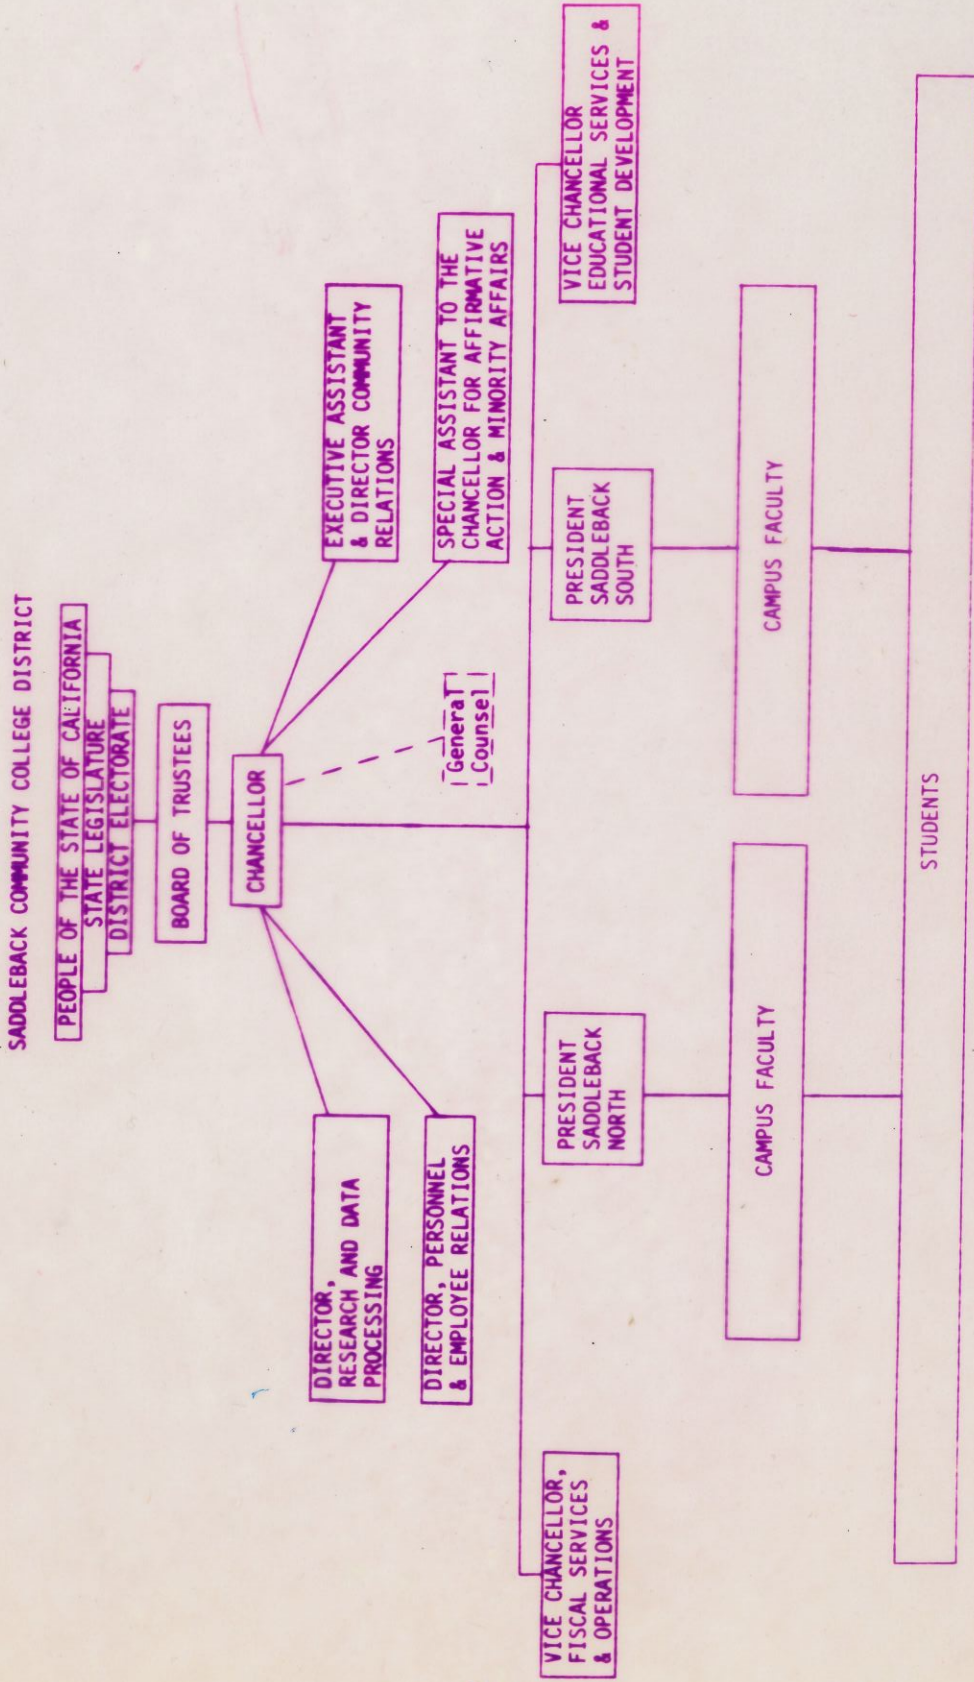 SADDLEBACK COMMUNITY COLLEGE DISTRICT
PEOPLE OF THE STATE OF CALIFORNIA
STATE LEGISLATURE
DISTRICT ELECTORATE
BOARD OF TRUSTEES
CHANCELLOR
DIRECTOR,
RESEARCH AND DATA
PROCESSING
EXECUTIVE ASSISTANT
& DIRECTOR COMMUNITY
RELATIONS
DIRECTOR, PERSONNEL
& EMPLOYEE RELATIONS
General
Counsel
SPECIAL ASSISTANT TO THE
CHANCELLOR FOR AFFIRMATIVE
ACTION & MINORITY AFFAIRS
VICE CHANCELLOR,
FISCAL SERVICES
& OPERATIONS
PRESIDENT
SADDLEBACK
NORTH
PRESIDENT
SADDLEBACK
SOUTH
VICE CHANCELLOR
EDUCATIONAL SERVICES &
STUDENT DEVELOPMENT
CAMPUS FACULTY
CAMPUS FACULTY
STUDENTS